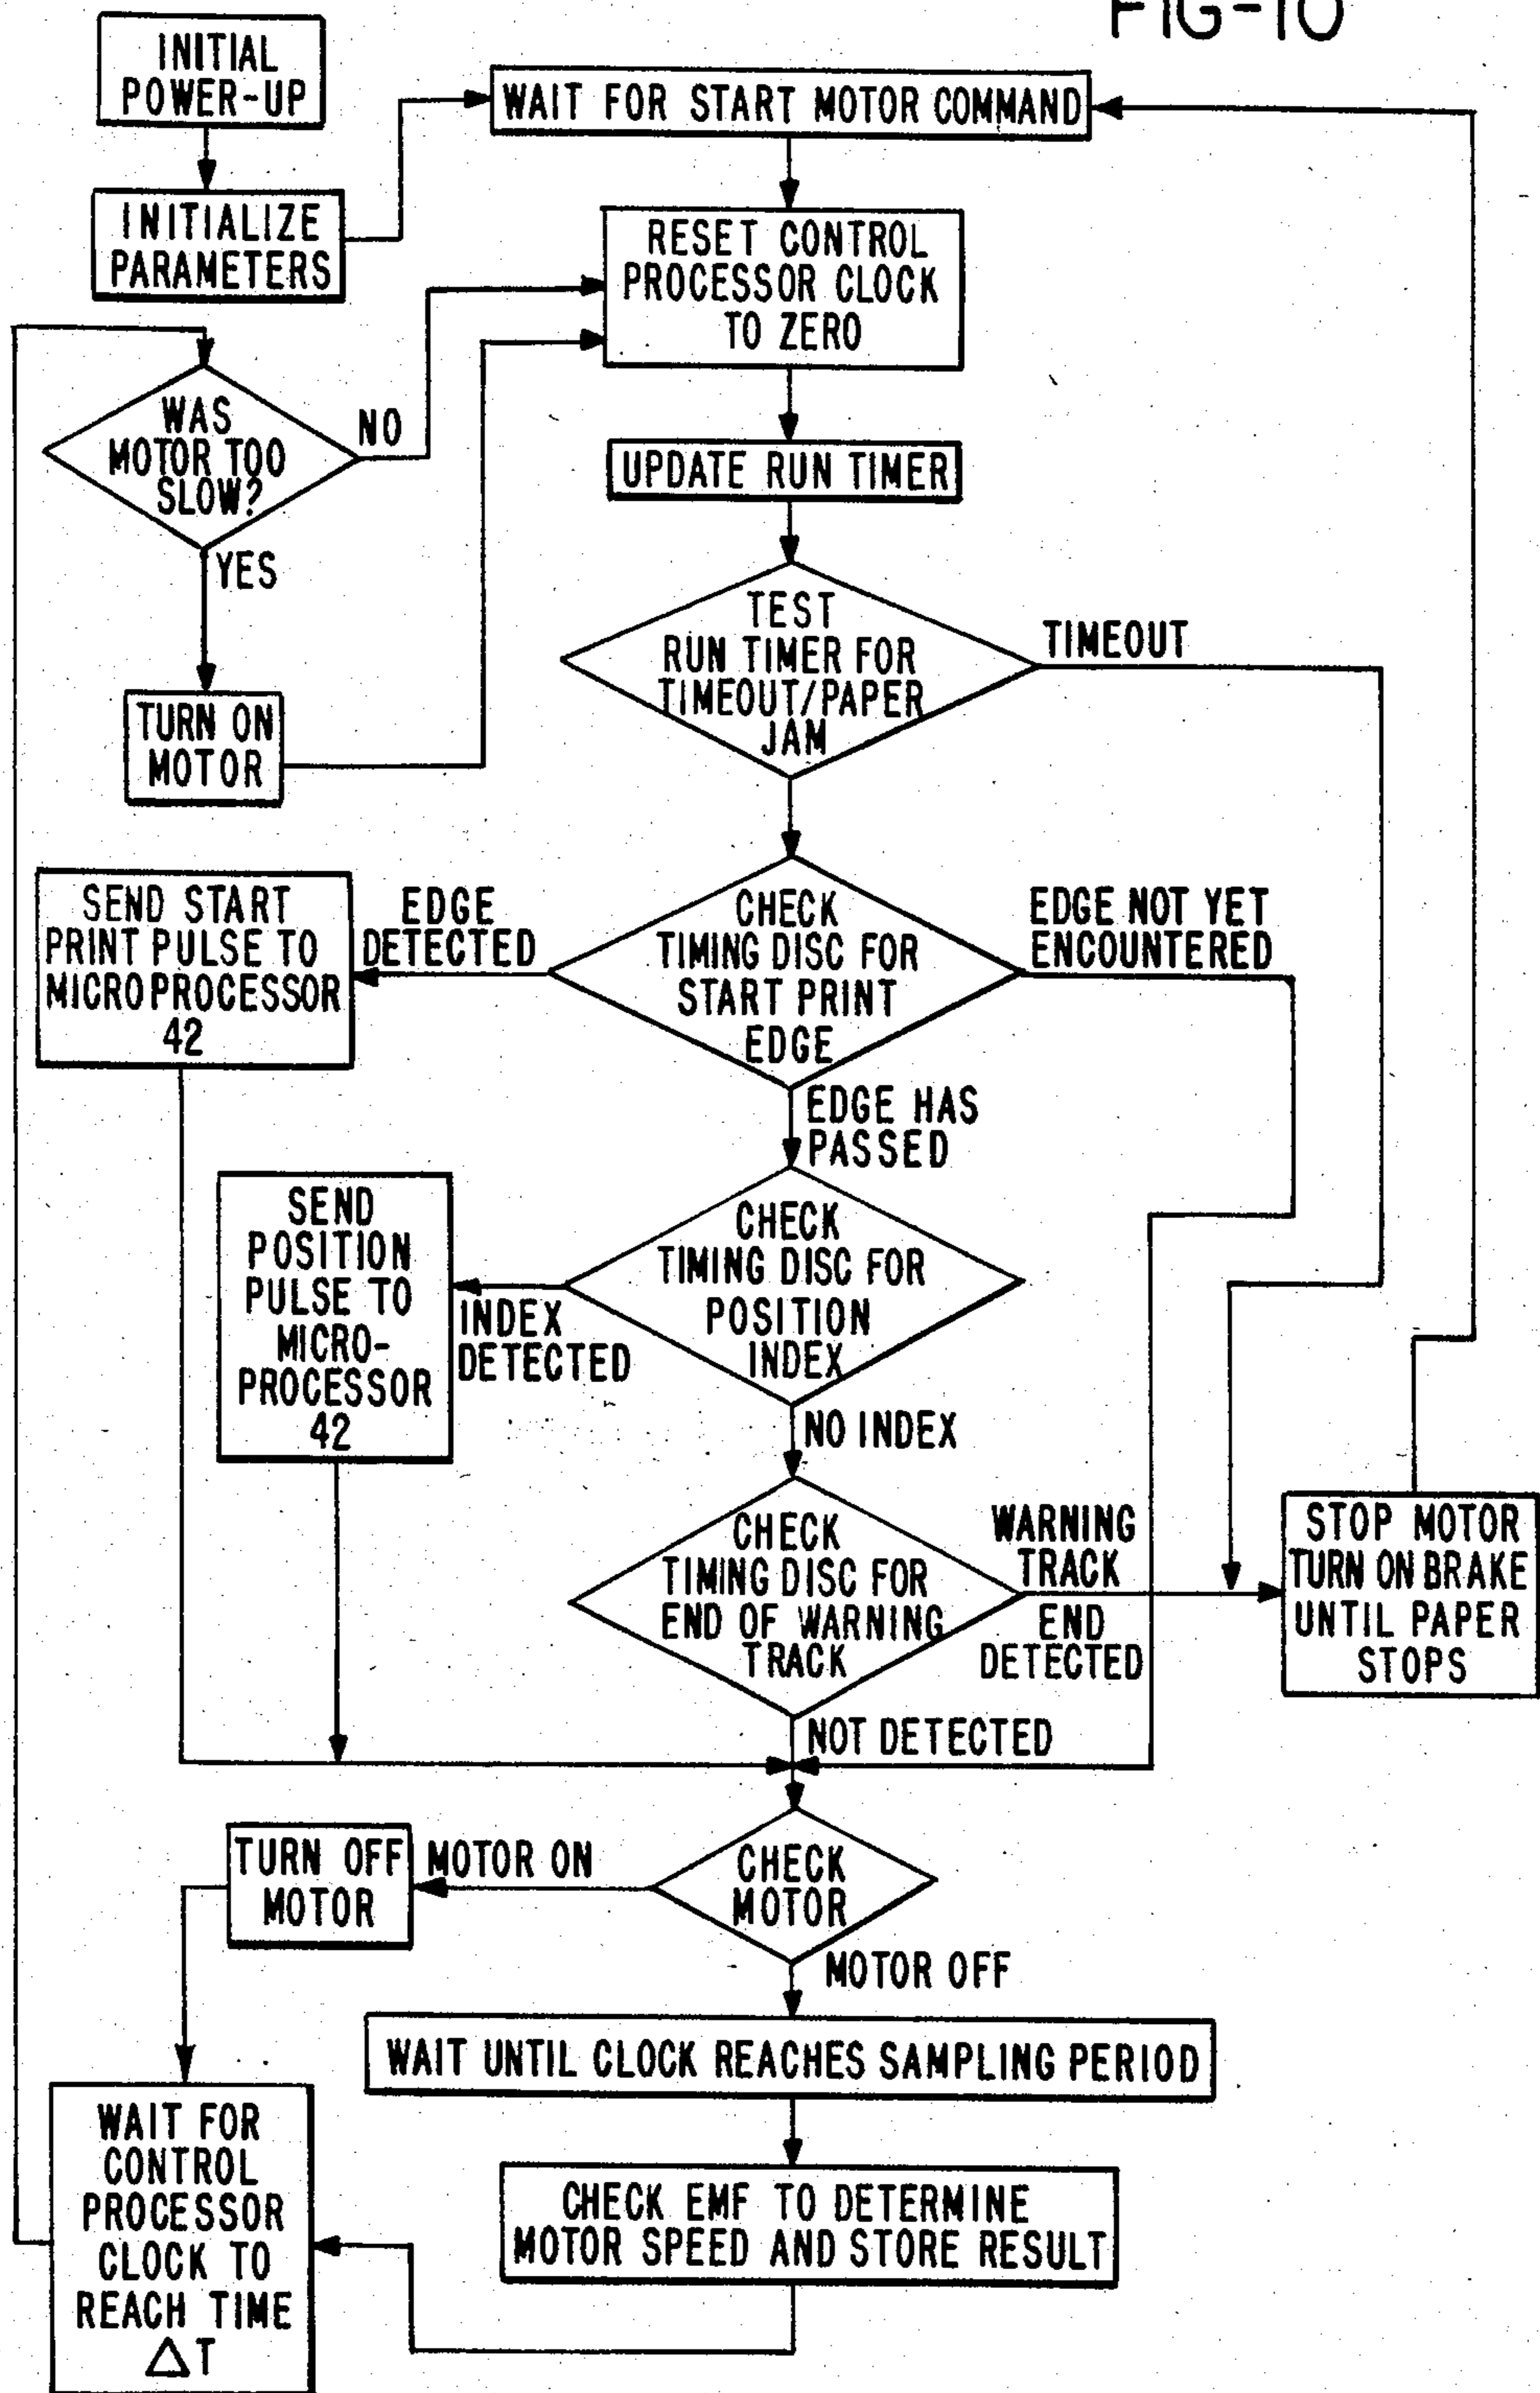 FIG-10
INITIAL
POWER-UP
WAIT FOR START MOTOR COMMAND
INITIALIZE
PARAMETERS
RESET CONTROL
PROCESSOR CLOCK
TO ZERO
WAS
MOTOR TOO
SLOW?
NO
YES
UPDATE RUN TIMER
TEST
RUN TIMER FOR
TIMEOUT/PAPER
JAM
TIMEOUT
TURN ON
MOTOR
SEND START
PRINT PULSE TO
MICROPROCESSOR
42
EDGE
DETECTED
CHECK
TIMING DISC FOR
START PRINT
EDGE
EDGE NOT YET
ENCOUNTERED
EDGE HAS
PASSED
SEND
POSITION
PULSE TO
MICRO-
PROCESSOR
42
INDEX
DETECTED
CHECK
TIMING DISC FOR
POSITION
INDEX
NO INDEX
CHECK
TIMING DISC FOR
END OF WARNING
TRACK
WARNING
TRACK
END
DETECTED
STOP MOTOR
TURN ON BRAKE
UNTIL PAPER
STOPS
NOT DETECTED
TURN OFF
MOTOR
MOTOR ON
CHECK
MOTOR
MOTOR OFF
WAIT UNTIL CLOCK REACHES SAMPLING PERIOD
WAIT FOR
CONTROL
PROCESSOR
CLOCK TO
REACH TIME
△T
CHECK EMF TO DETERMINE
MOTOR SPEED AND STORE RESULT